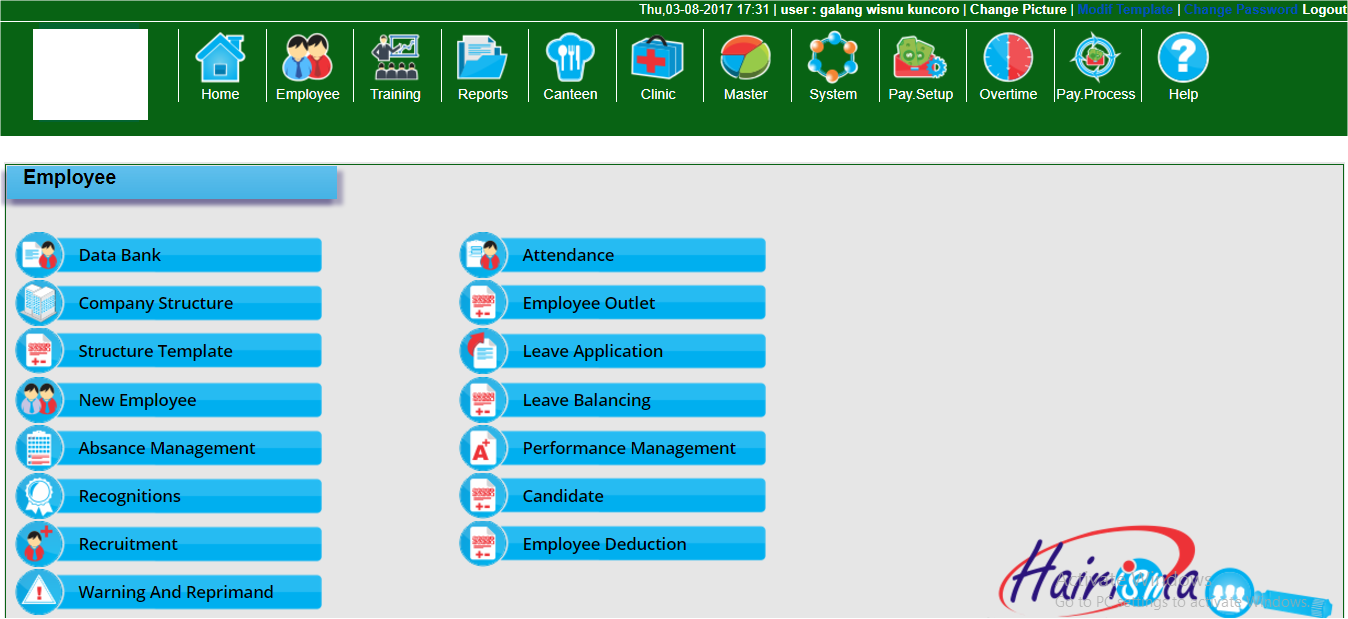 Thu,03-08-2017 17:31 | user : galang wisnu kuncoro | Change Picture | Modif Template | Change Password Logout
Home Employee Training Reports Canteen Clinic Master System Pay.Setup Overtime Pay.Process Help
Employee
Data Bank
Company Structure
Structure Template
New Employee
Absance Management
Recognitions
Recruitment
Warning And Reprimand
Attendance
Employee Outlet
Leave Application
Leave Balancing
Performance Management
Candidate
Employee Deduction
Hairisma
Activate Windows
Go to PC settings to activate Windows.